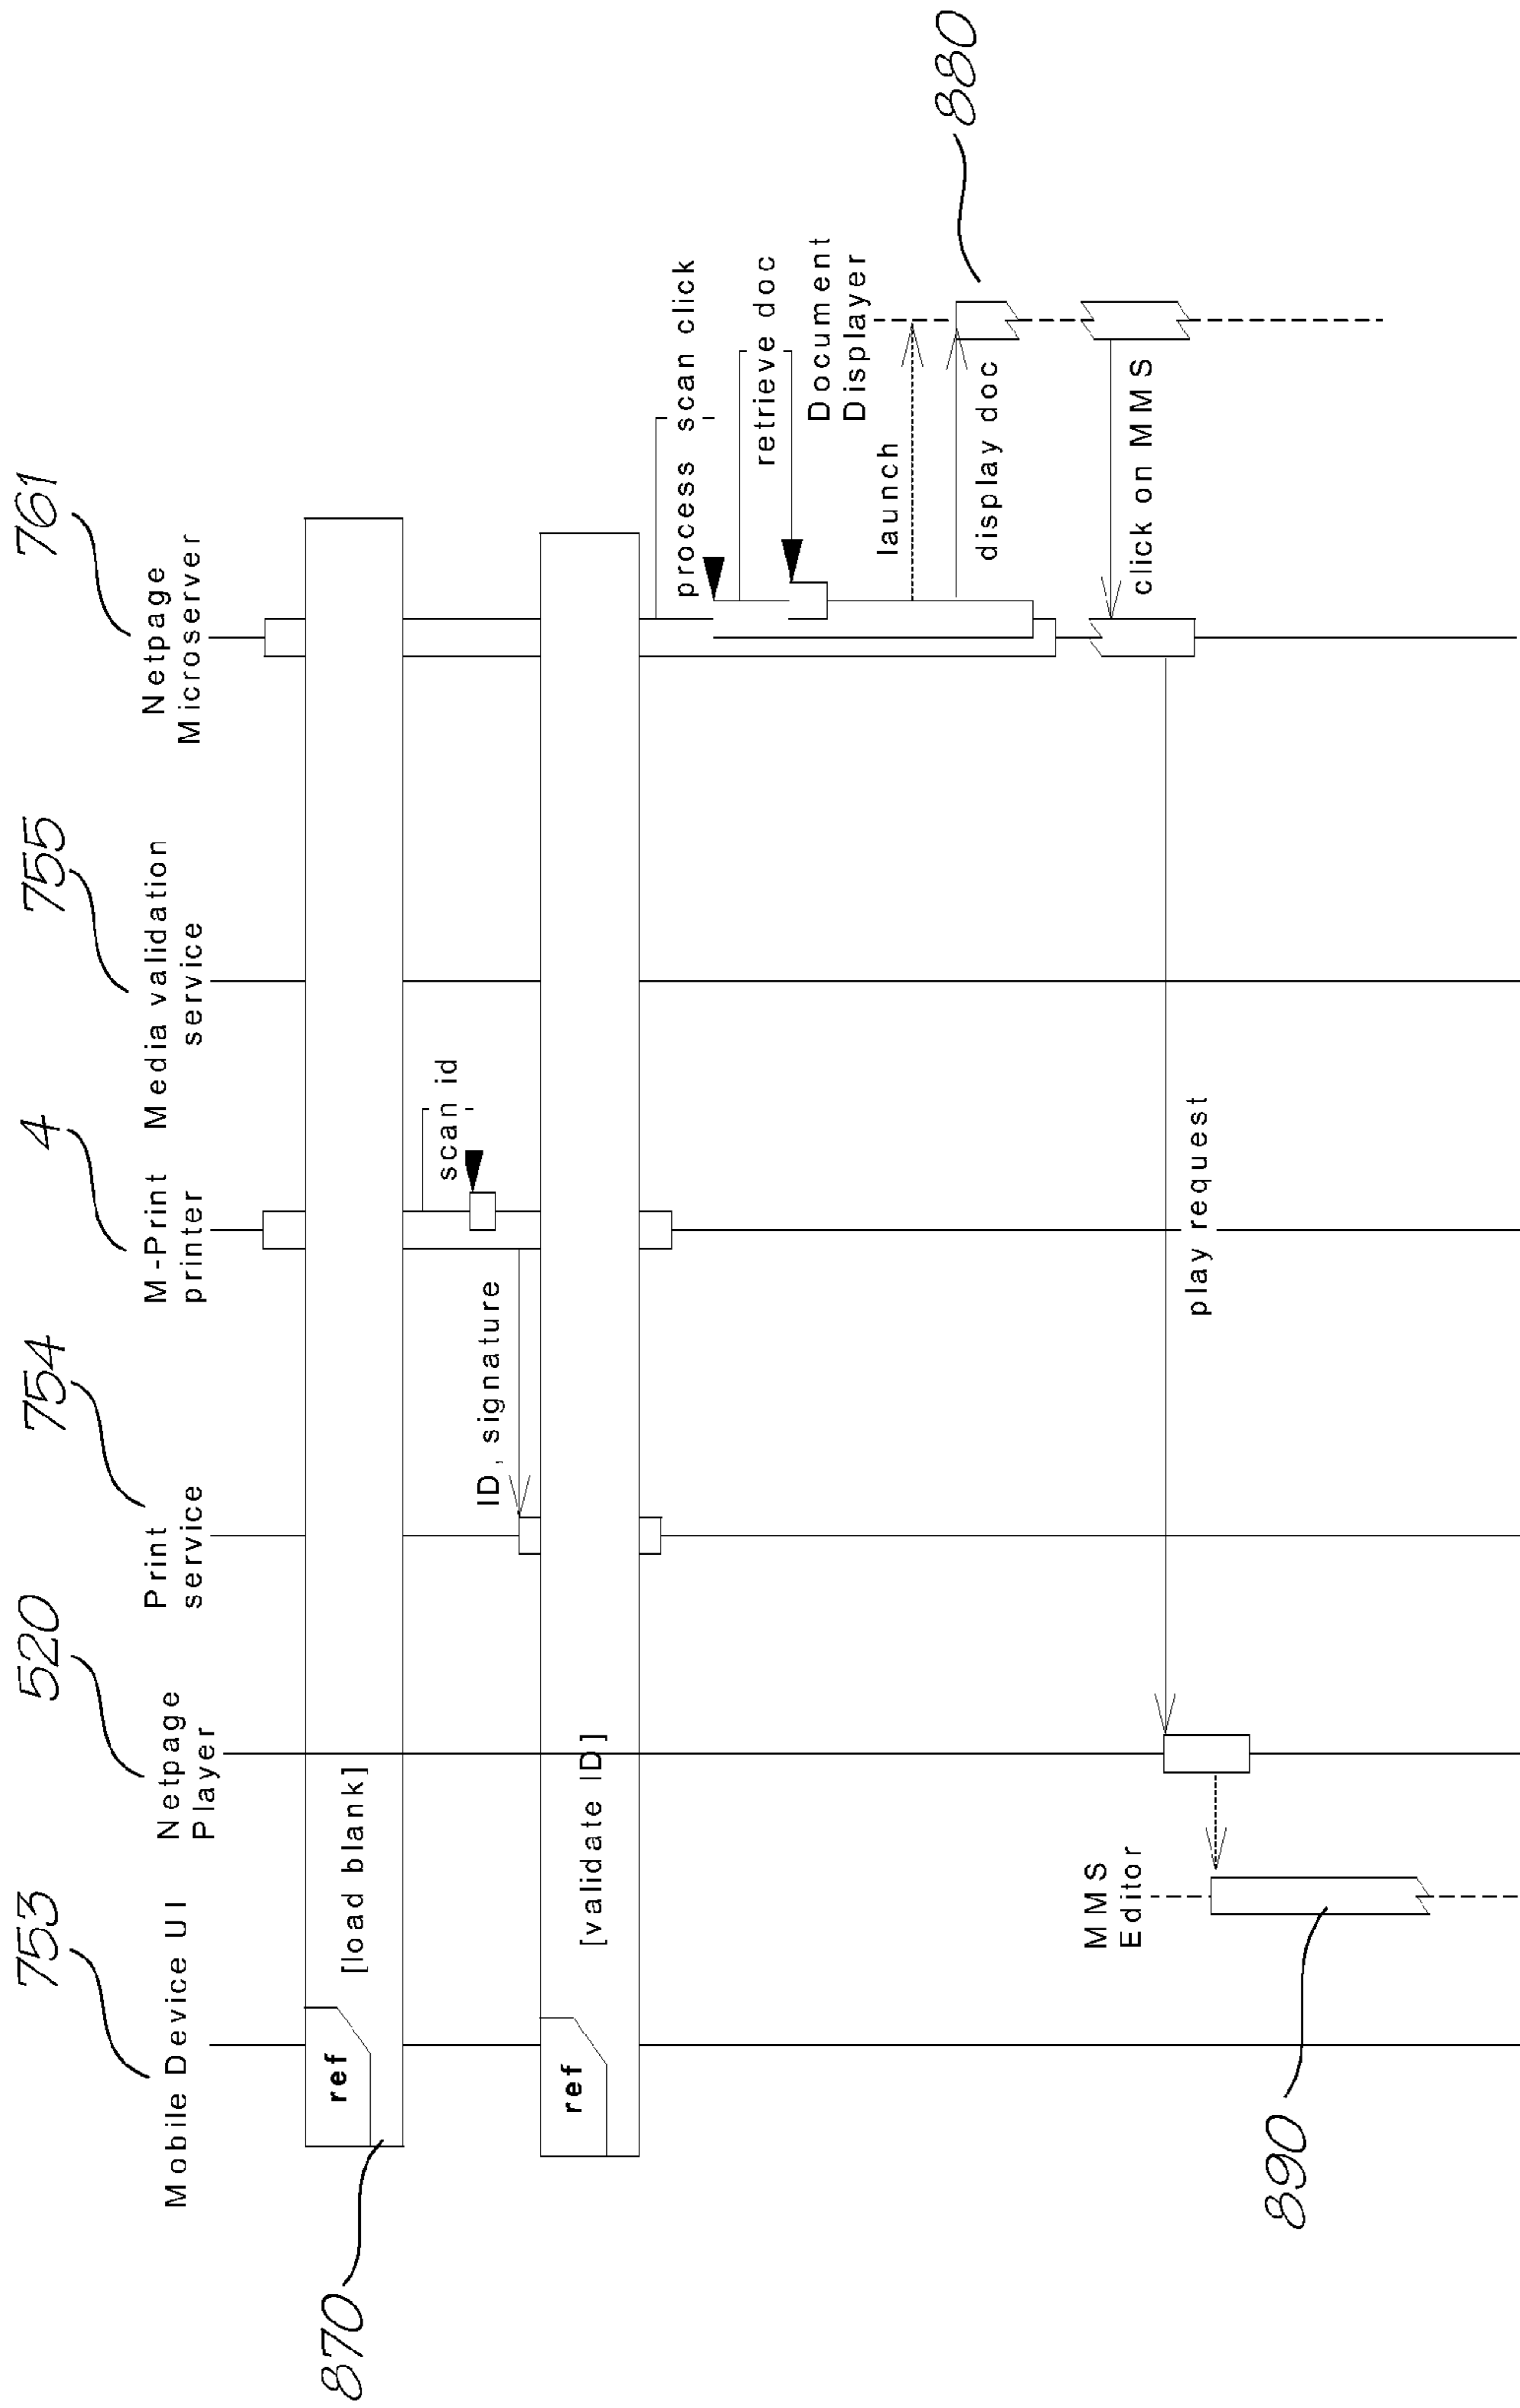 753
520
754
4
755
761
Mobile Device UI
Netpage
Player
Print
service
M-Print
printer
Media validation
service
Netpage
Microserver
870
ref
[load blank]
scan id
ID, signature
ref
[validate ID]
process scan click
retrieve doc
Document
Displayer
launch
880
display doc
click on MMS
play request
MMS
Editor
890